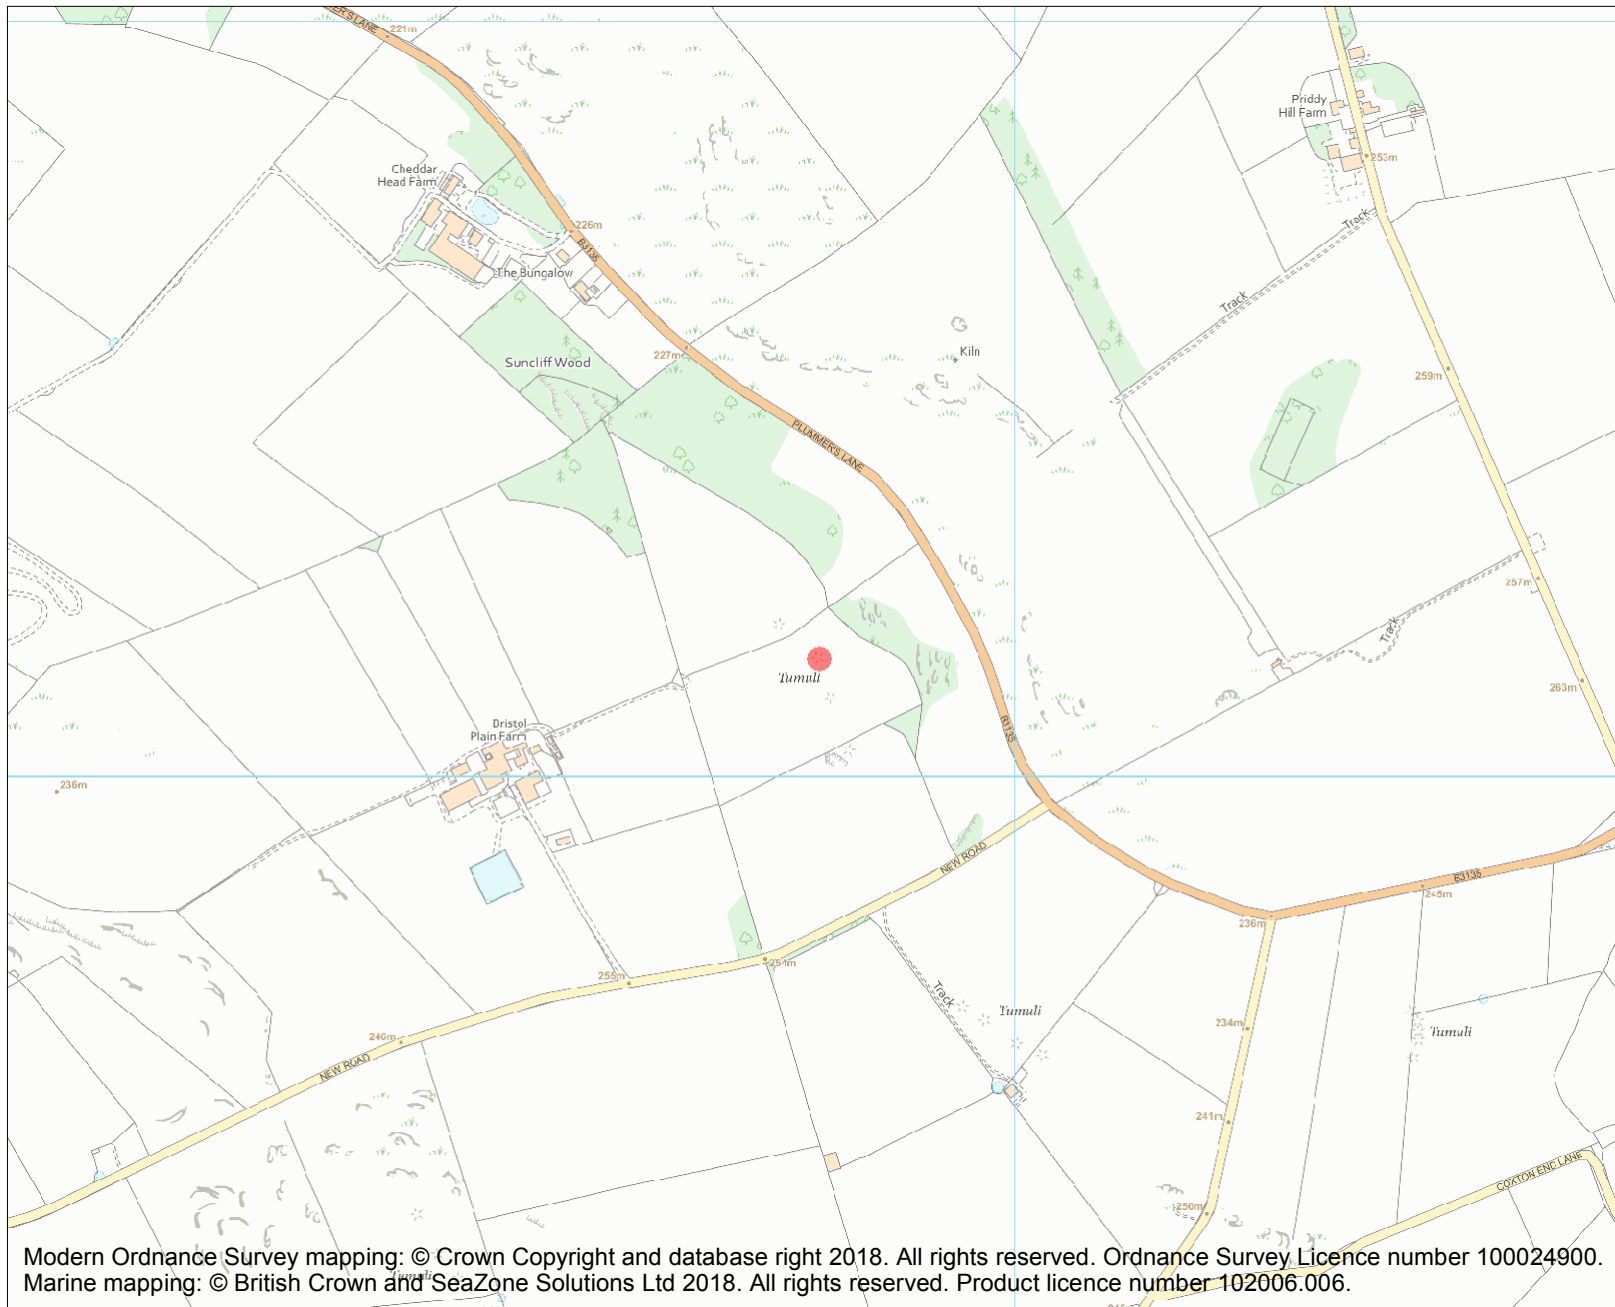 ER'S LANE
221m
Priddy
Hill Farm
253m
Cheddar
Head Farm
Track
226m
B3135
The Bungalow
Track
227m
Kiln
Suncliff Wood
259m
PLUMMER'S LANE
257m
Track
Tumuli
263m
Bristol
Plain Farm
B3135
236m
NEW ROAD
B3135
245m
236m
254m
255m
Track
Tumuli
234m
Tumuli
246m
NEW ROAD
241m
COXTON END LANE
250m
Modern Ordnance Survey mapping: © Crown Copyright and database right 2018. All rights reserved. Ordnance Survey Licence number 100024900.
Tumuli
Marine mapping: © British Crown and SeaZone Solutions Ltd 2018. All rights reserved. Product licence number 102006.006.